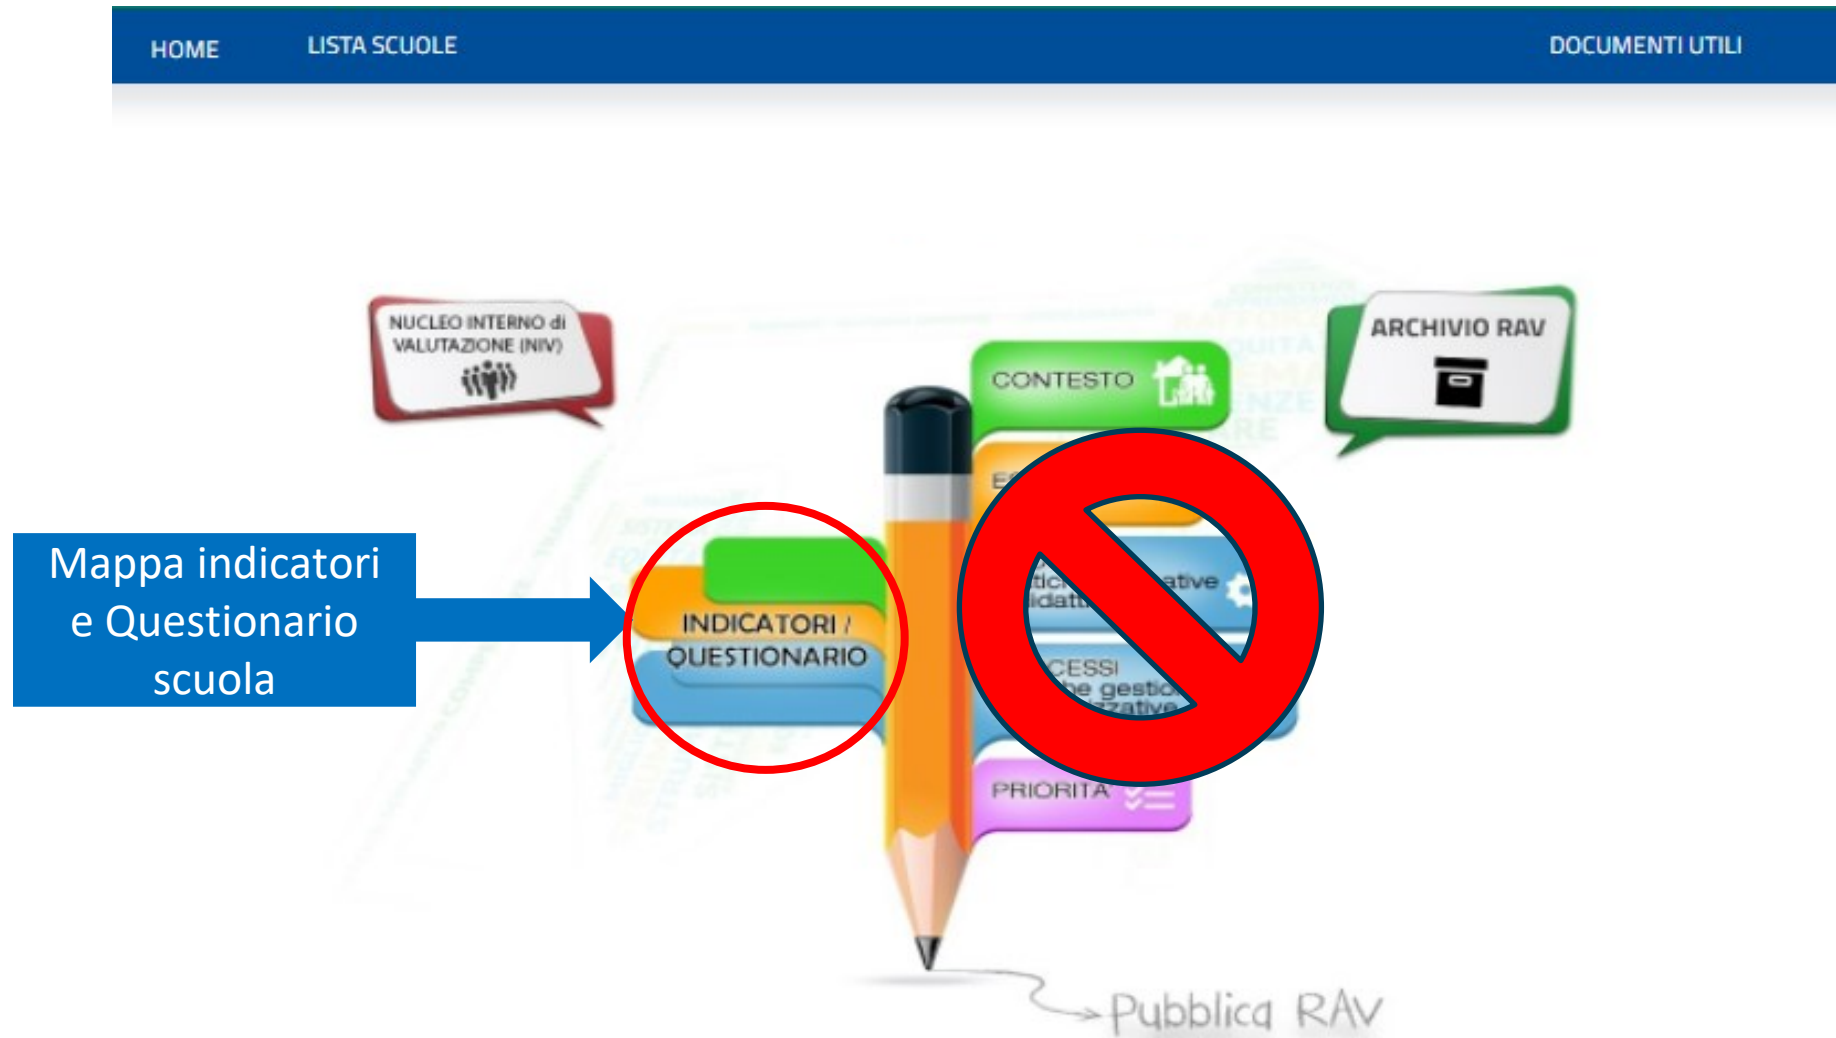 HOME
LISTA SCUOLE
DOCUMENTI UTILI
NUCLEO INTERNO di
VALUTAZIONE (NIV)
ARCHIVIO RAV
CONTESTO
Mappa indicatori
e Questionario
scuola
INDICATORI /
QUESTIONARIO
PRIORITA'
Pubblica RAV